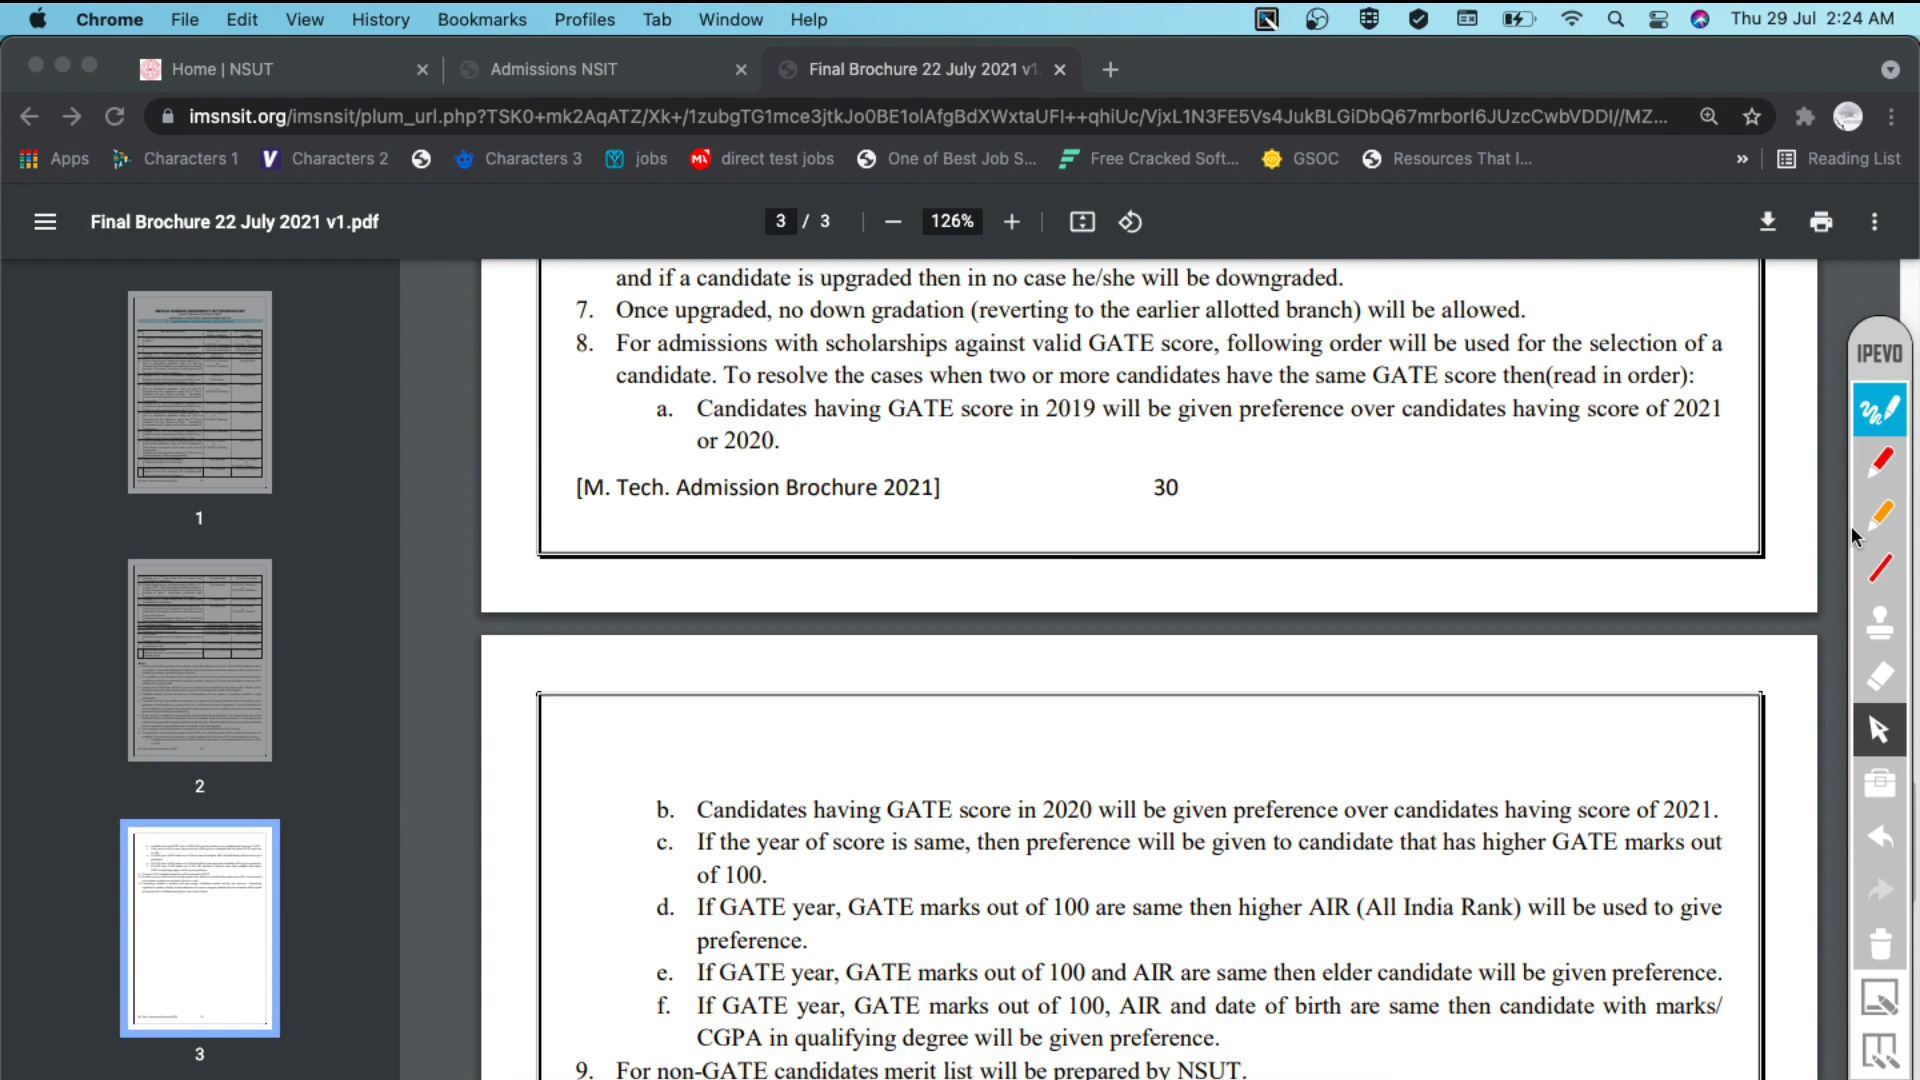 Chrome File Edit View History Bookmarks Profiles Tab Window Help Thu 29 Jul 2:24 AM
Home | NSUT Admissions NSIT Final Brochure 22 July 2021 v1.
imsnsit.org/imsnsit/plum_url.php?TSK0+mk2AqATZ/Xk+/1zubgTG1mce3jtkJo0BE1olAfgBdXWxtaUFI++qhiUc/VjxL1N3FE5Vs4JukBLGiDbQ67mrborl6JUzcCwbVDDI//MZ...
Apps Characters 1 Characters 2 Characters 3 jobs direct test jobs One of Best Job S... Free Cracked Soft... GSOC Resources That I... » Reading List
Final Brochure 22 July 2021 v1.pdf 3 / 3 126%
and if a candidate is upgraded then in no case he/she will be downgraded.
7. Once upgraded, no down gradation (reverting to the earlier allotted branch) will be allowed.
8. For admissions with scholarships against valid GATE score, following order will be used for the selection of a
candidate. To resolve the cases when two or more candidates have the same GATE score then(read in order):
a. Candidates having GATE score in 2019 will be given preference over candidates having score of 2021
or 2020.
[M. Tech. Admission Brochure 2021] 30
b. Candidates having GATE score in 2020 will be given preference over candidates having score of 2021.
c. If the year of score is same, then preference will be given to candidate that has higher GATE marks out
of 100.
d. If GATE year, GATE marks out of 100 are same then higher AIR (All India Rank) will be used to give
preference.
e. If GATE year, GATE marks out of 100 and AIR are same then elder candidate will be given preference.
f. If GATE year, GATE marks out of 100, AIR and date of birth are same then candidate with marks/
CGPA in qualifying degree will be given preference.
9. For non-GATE candidates merit list will be prepared by NSUT.
1
2
3
IPEVO